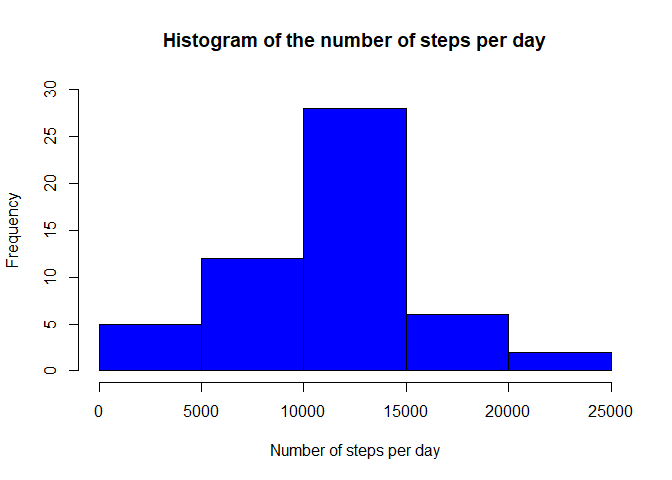 Histogram of the number of steps per day
Frequency
30
25
20
15
10
5
0
0 5000 10000 15000 20000 25000
Number of steps per day